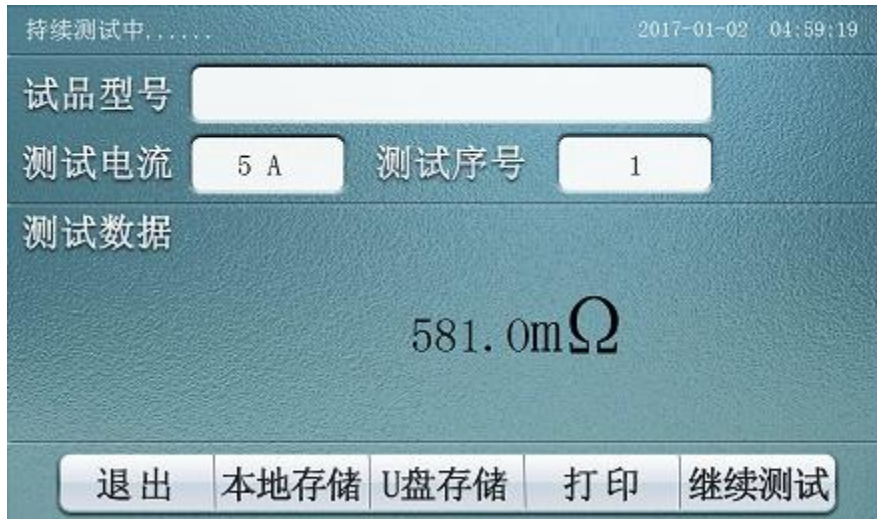 持续测试中...... 2017-01-02 04:59:19
试品型号
测试电流 5 A 测试序号 1
测试数据
581.0mΩ
退出 本地存储 U盘存储 打印 继续测试